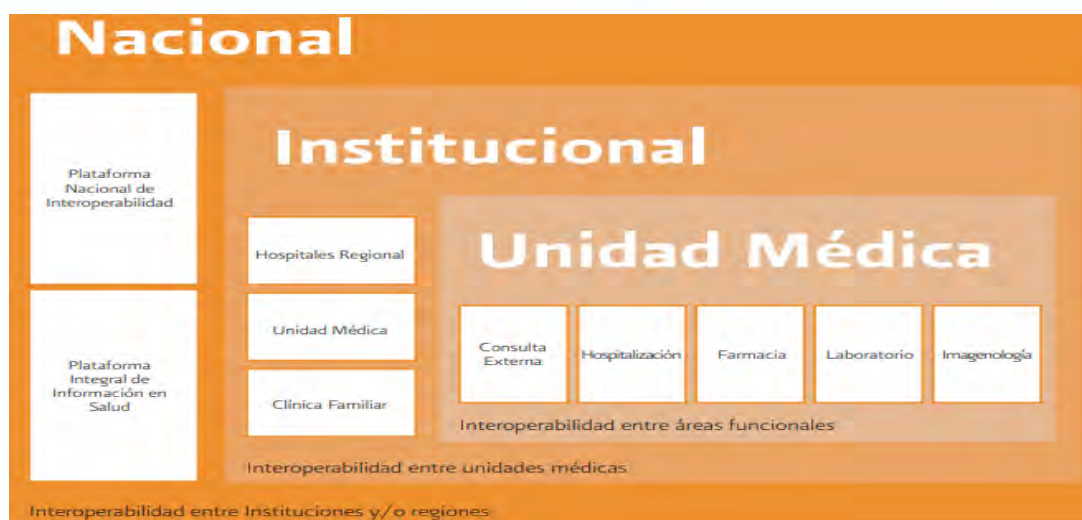 Nacional
Plataforma
Nacional de
Interoperabilidad
Plataforma
Integral de
Información en
Salud
Institucional
Hospitales Regional
Unidad Médica
Clínica Familiar
Unidad Médica
Consulta
Externa
Hospitalización
Farmacia
Laboratorio
Imagenología
Interoperabilidad entre áreas funcionales
Interoperabilidad entre unidades médicas
Interoperabilidad entre Instituciones y/o regiones